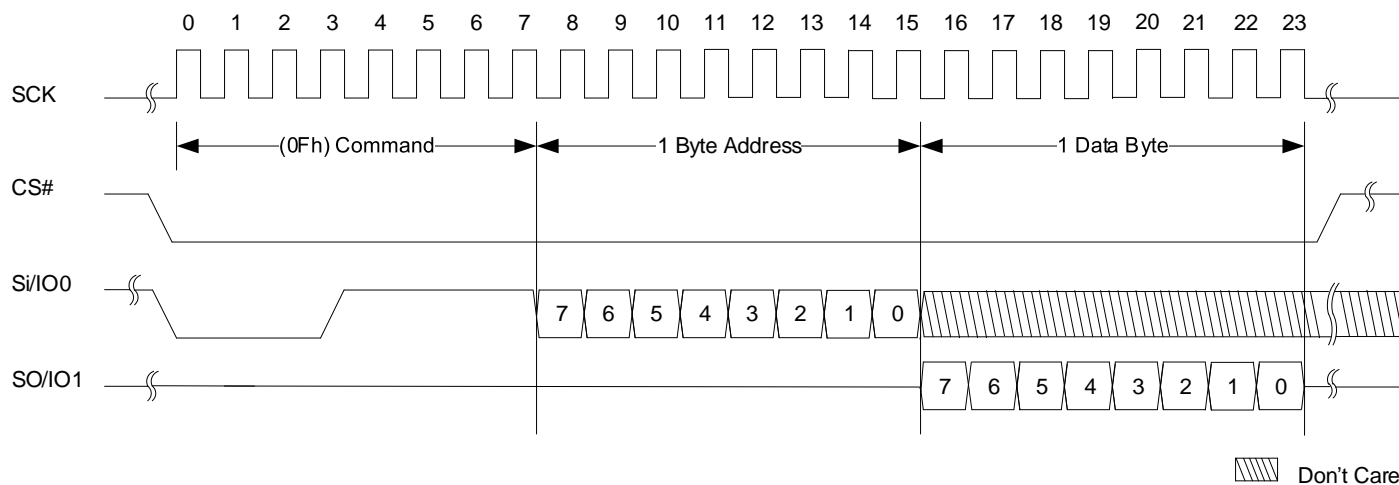 0 1 2 3 4 5 6 7 8 9 10 11 12 13 14 15 16 17 18 19 20 21 22 23
SCK
(0Fh) Command 1 Byte Address 1 Data Byte
CS#
Si/IO0
7 6 5 4 3 2 1 0
SO/IO1
7 6 5 4 3 2 1 0
Don't Care